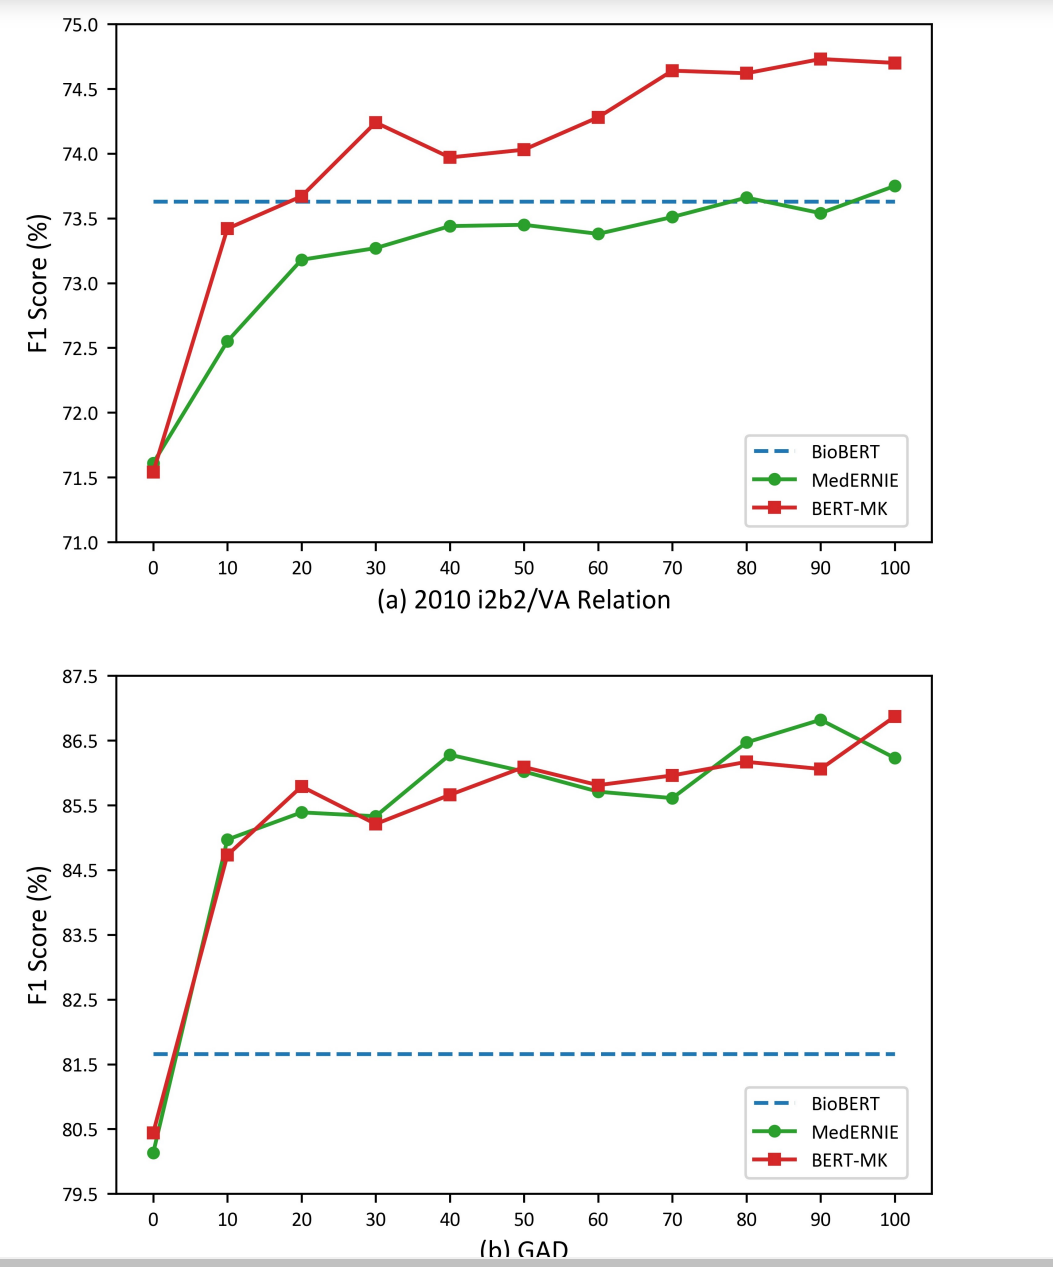 75.0
74.5
74.0
73.5
73.0
72.5
72.0
71.5
71.0
F1 Score (%)
BioBERT
MedERNIE
BERT-MK
0 10 20 30 40 50 60 70 80 90 100
(a) 2010 i2b2/VA Relation
87.5
86.5
85.5
84.5
83.5
82.5
81.5
80.5
79.5
F1 Score (%)
BioBERT
MedERNIE
BERT-MK
0 10 20 30 40 50 60 70 80 90 100
(b) GAD